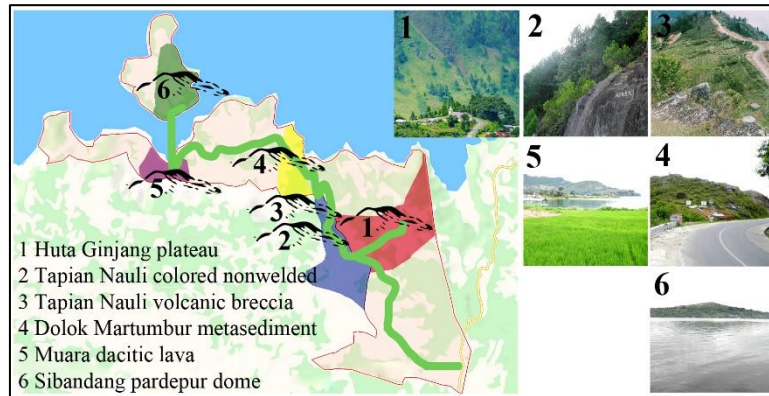 1
2
3
6
5
4
5
4
3
1
2
6
1 Huta Ginjang plateau
2 Tapian Nauli colored nonwelded
3 Tapian Nauli volcanic breccia
4 Dolok Martumbur metasediment
5 Muara dacitic lava
6 Sibandang pardepur dome